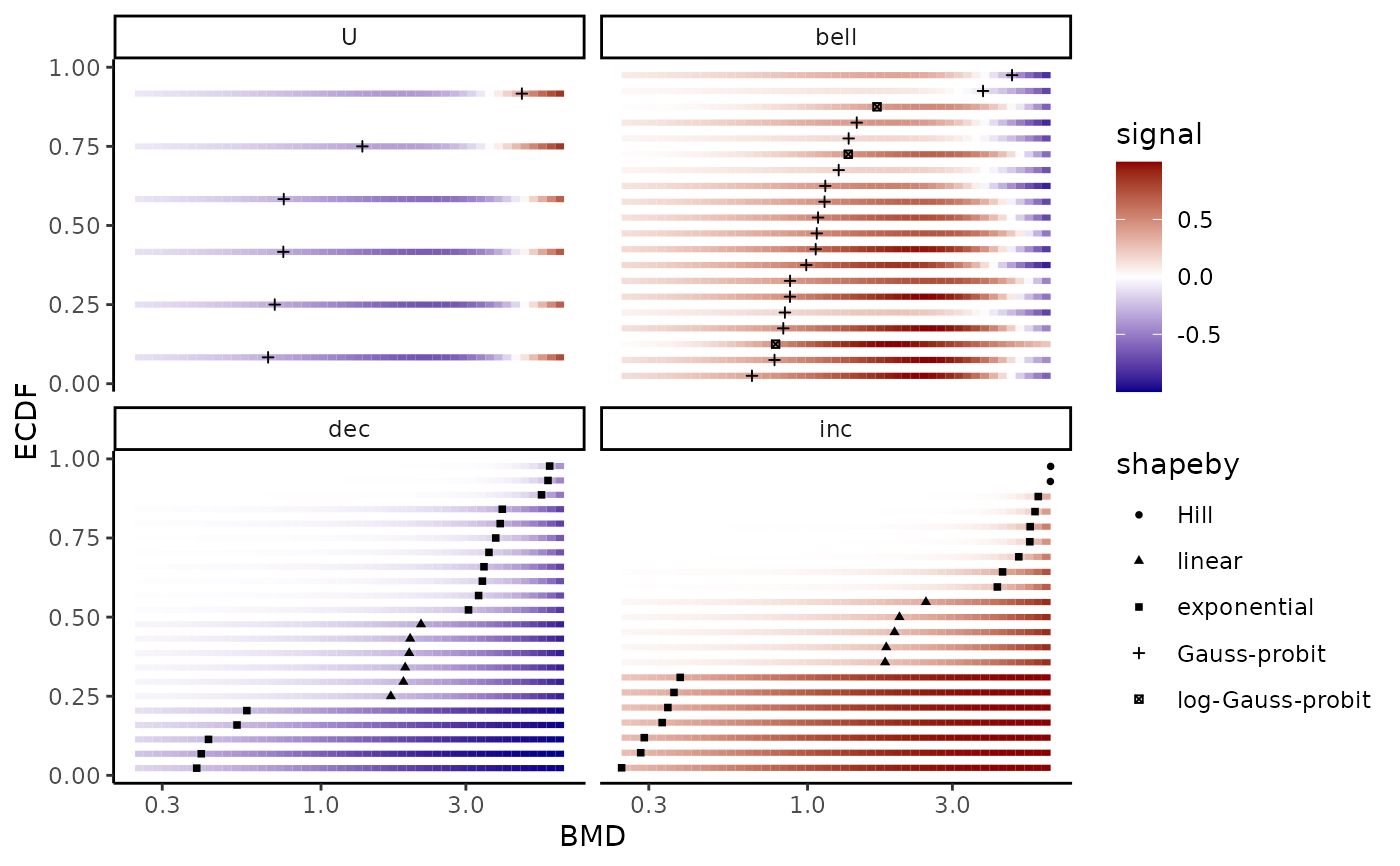 U
bell
1.00
0.75
0.50
0.25
0.00
dec
inc
1.00
0.75
0.50
0.25
0.00
0.3
1.0
3.0
0.3
1.0
3.0
BMD
ECDF
signal
0.5
0.0
-0.5
shapeby
Hill
linear
exponential
Gauss-probit
log-Gauss-probit